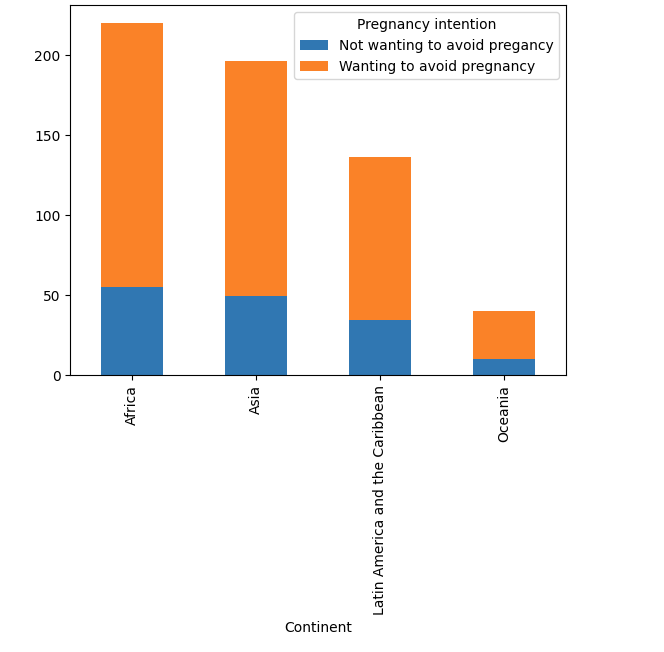 Pregnancy intention
Not wanting to avoid pegancy
Wanting to avoid pregnancy
200
150
100
50
0
Africa
Asia
Latin America and the Caribbean
Oceania
Continent